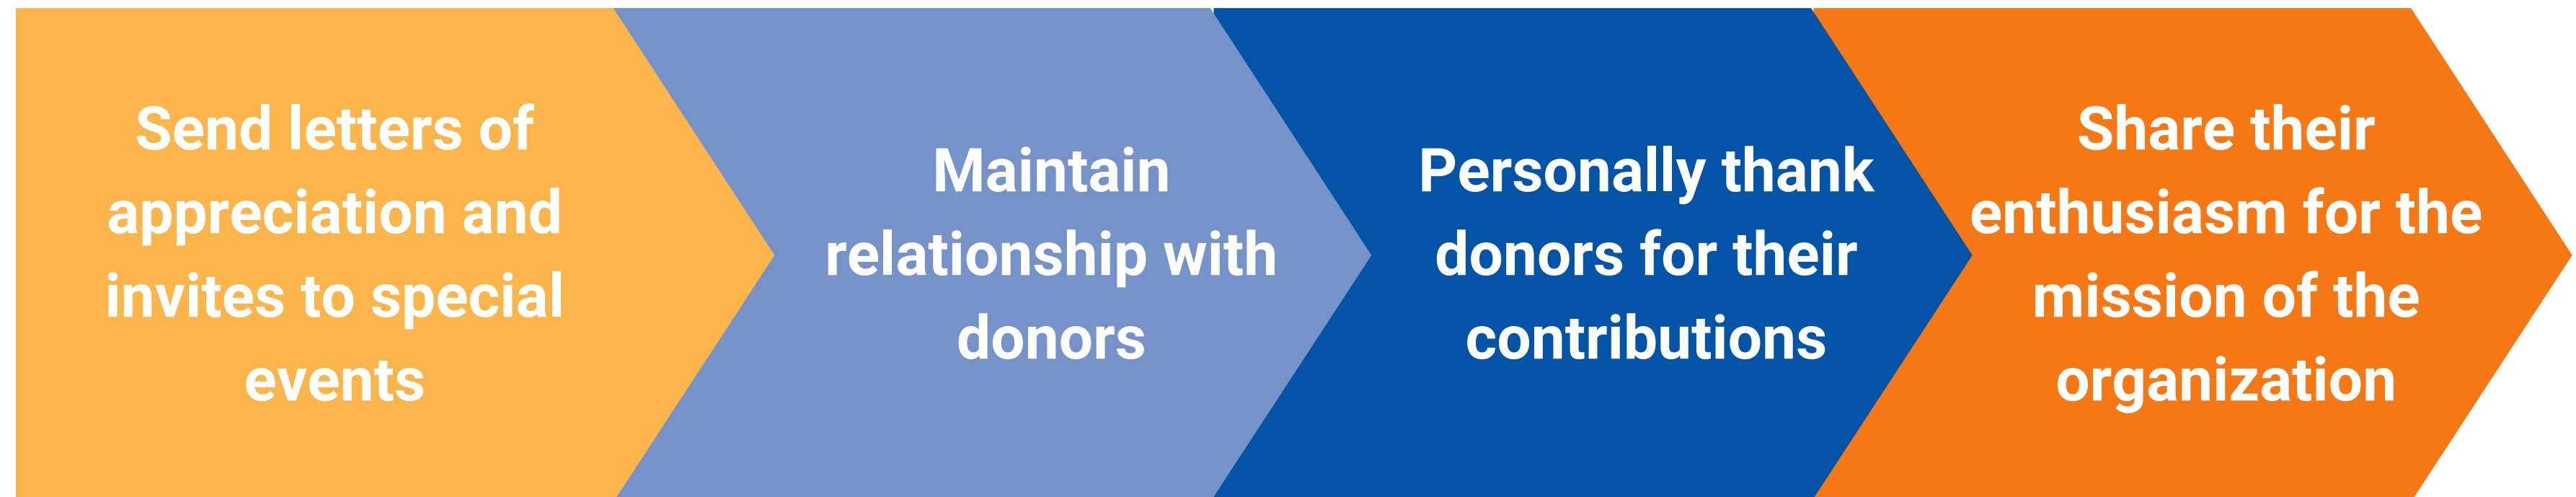 Send letters of
appreciation and
invites to special
events
Maintain
relationship with
donors
Personally thank
donors for their
contributions
Share their
enthusiasm for the
mission of the
organization